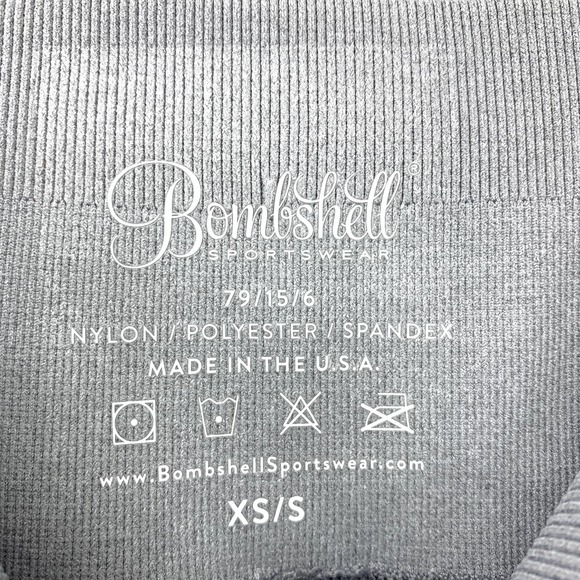 Bombshell®
SPORTSWEAR
79/15/6
NYLON / POLYESTER / SPANDEX
MADE IN THE U.S.A.
www.BombshellSportswear.com
XS/S